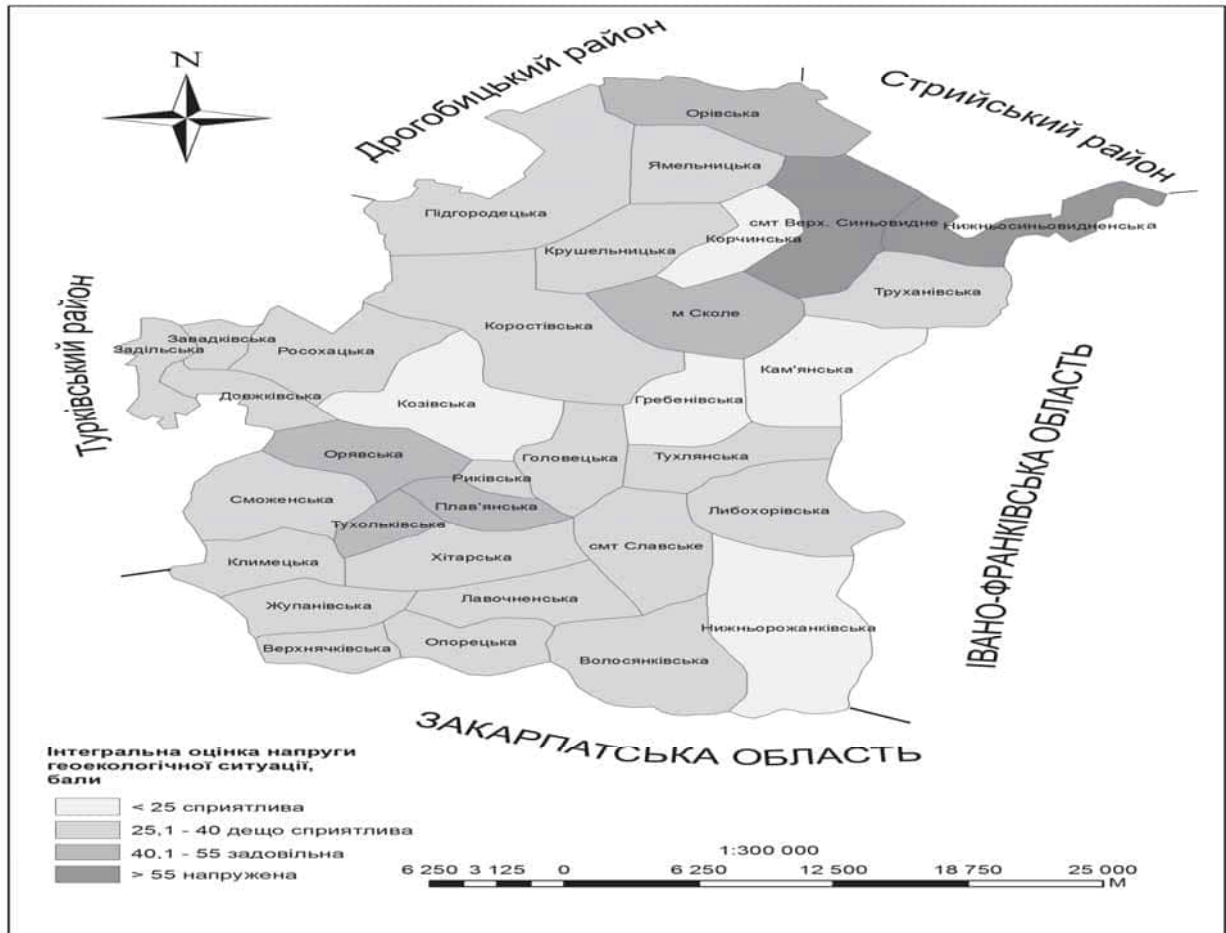 N
Дрогобицький район
Стрийський район
Орівська
Ямельницька
Підгородецька
смт Верх. Синьовидне
Нижньосиньовидненська
Корчинська
Крушельницька
Труханівська
м Сколе
Коростівська
Турківський район
Завадківська
Задільська
Росохацька
Кам'янська
Довжківська
Козівська
Гребенівська
Орявська
Головецька
Тухлянська
Риківська
Сможенська
Плав'янська
Либохорівська
Тухольківське
смт Славське
Хітарська
Климецька
ІВАНО-ФРАНКІВСЬКА ОБЛАСТЬ
Жупанівська
Лавочненська
Нижньорожанківська
Верхнячківська
Опорецька
Волосянківська
ЗАКАРПАТСЬКА ОБЛАСТЬ
Інтегральна оцінка напруги
геоекологічної ситуації,
бали
< 25 сприятлива
25,1 - 40 дещо сприятлива
40,1 - 55 задовільна
> 55 напружена
1:300 000
6 250 3 125 0 6 250 12 500 18 750 25 000
М